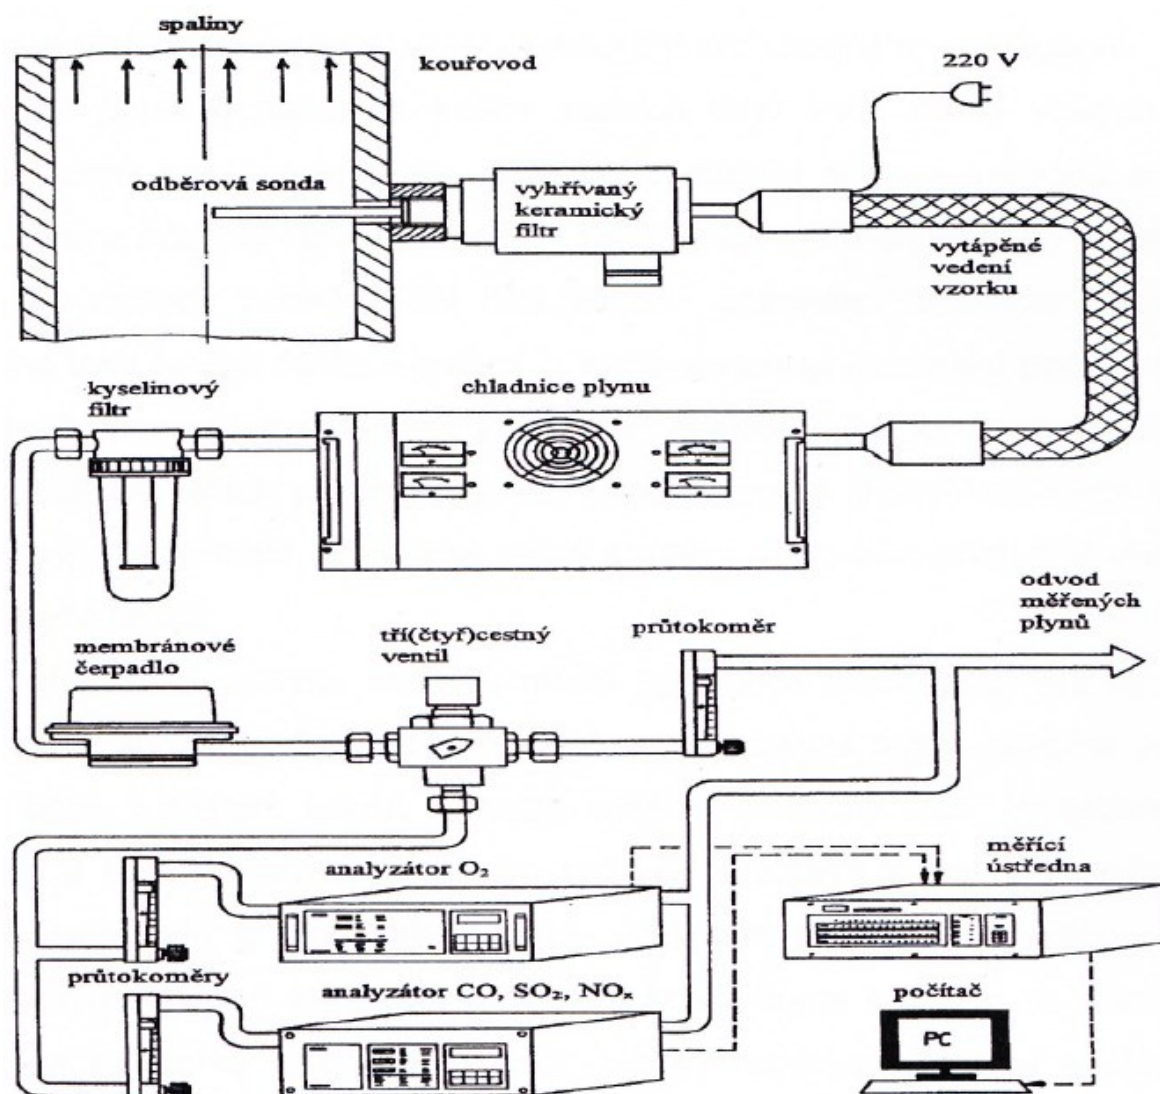 spaliny
kouřovod
220 V
odběrová sonda
vyhřívaný
keramický
filtr
vytápěné
vedení
vzorku
kyselinový
filtr
chladnice plynu
odvod
měřených
plynů
membránové
čerpadlo
tří(čtyř)cestný
ventil
průtokoměr
analyzátor O₂
měřící
ústředna
průtokoměry
analyzátor CO, SO₂, NOₓ
počítač
PC